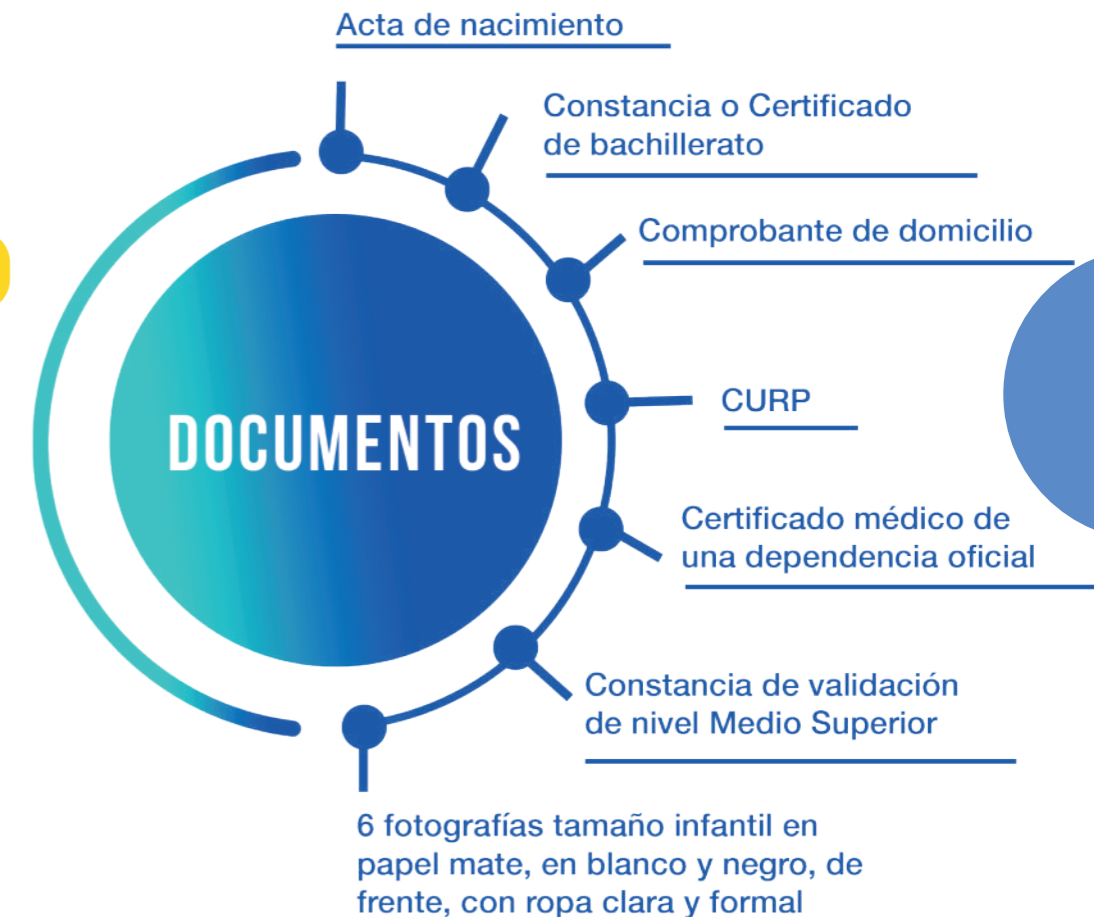 Acta de nacimiento
Constancia o Certificado
de bachillerato
Comprobante de domicilio
CURP
DOCUMENTOS
Certificado médico de
una dependencia oficial
Constancia de validación
de nivel Medio Superior
6 fotografías tamaño infantil en
papel mate, en blanco y negro, de
frente, con ropa clara y formal